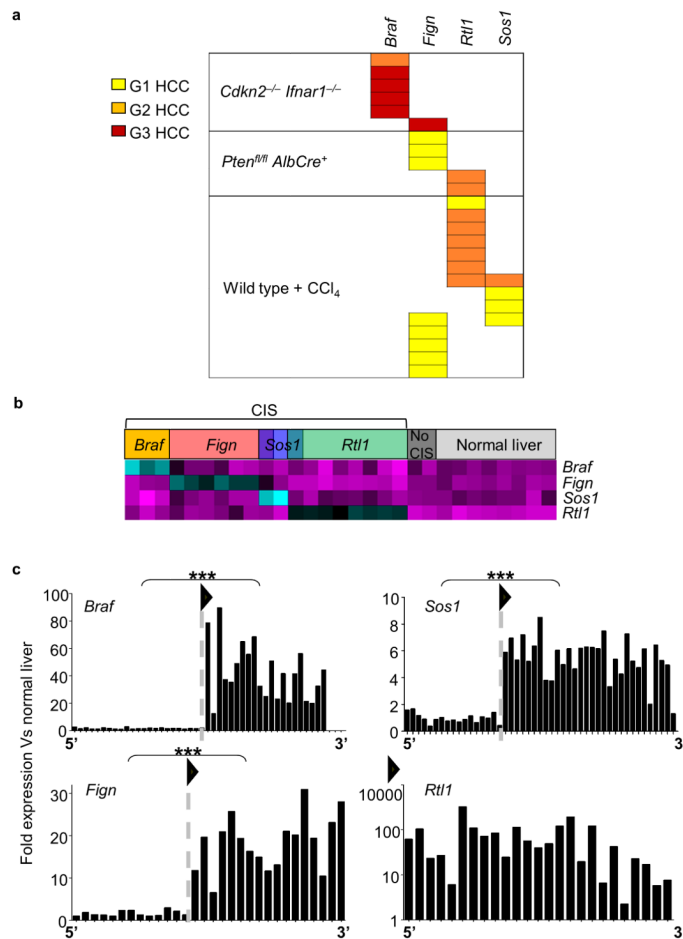 a
Braf Fign Rtl1 Sos1
G1 HCC
G2 HCC
G3 HCC
Cdkn2–/– Ifnar1–/–
Ptenfl/fl AlbCre+
Wild type + CCl4
b
CIS
Braf Fign Sos1 Rtl1 No CIS Normal liver
Braf
Fign
Sos1
Rtl1
c
Fold expression Vs normal liver
***
Braf
100
80
60
40
20
0
5’ 3’
***
Sos1
10
8
6
4
2
0
5’ 3
***
Fign
30
20
10
0
5’ 3’
Rtl1
10000
1000
100
10
1
5’ 3